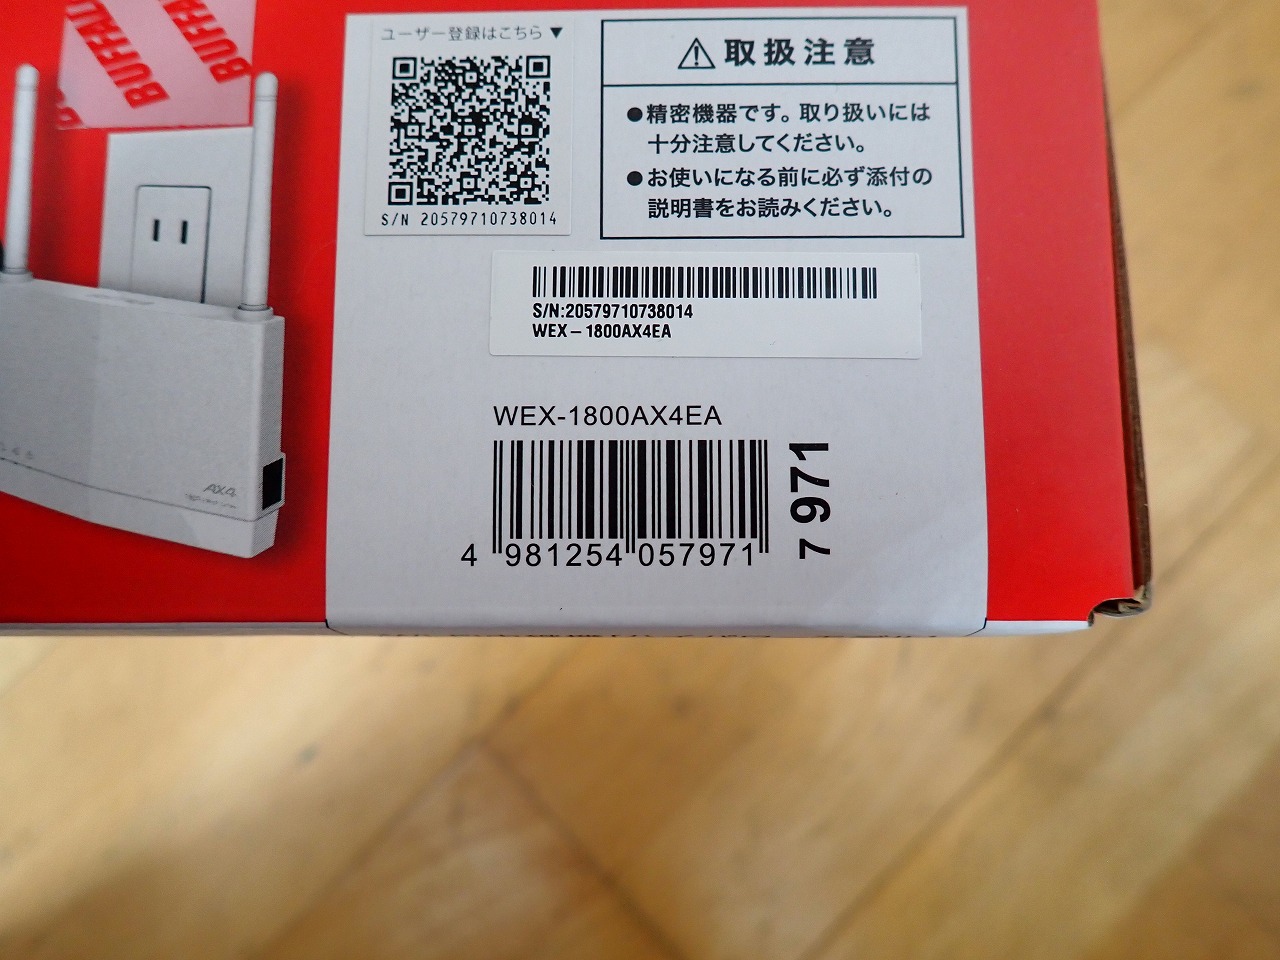 BUFFALO
BUFFA
ユーザー登録はこちら▼
S/N 20579710738014
⚠取扱注意
●精密機器です。取り扱いには
十分注意してください。
●お使いになる前に必ず添付の
説明書をお読みください。
S/N:20579710738014
WEX-1800AX4EA
WEX-1800AX4EA
4 981254 057971
7 971
AX4